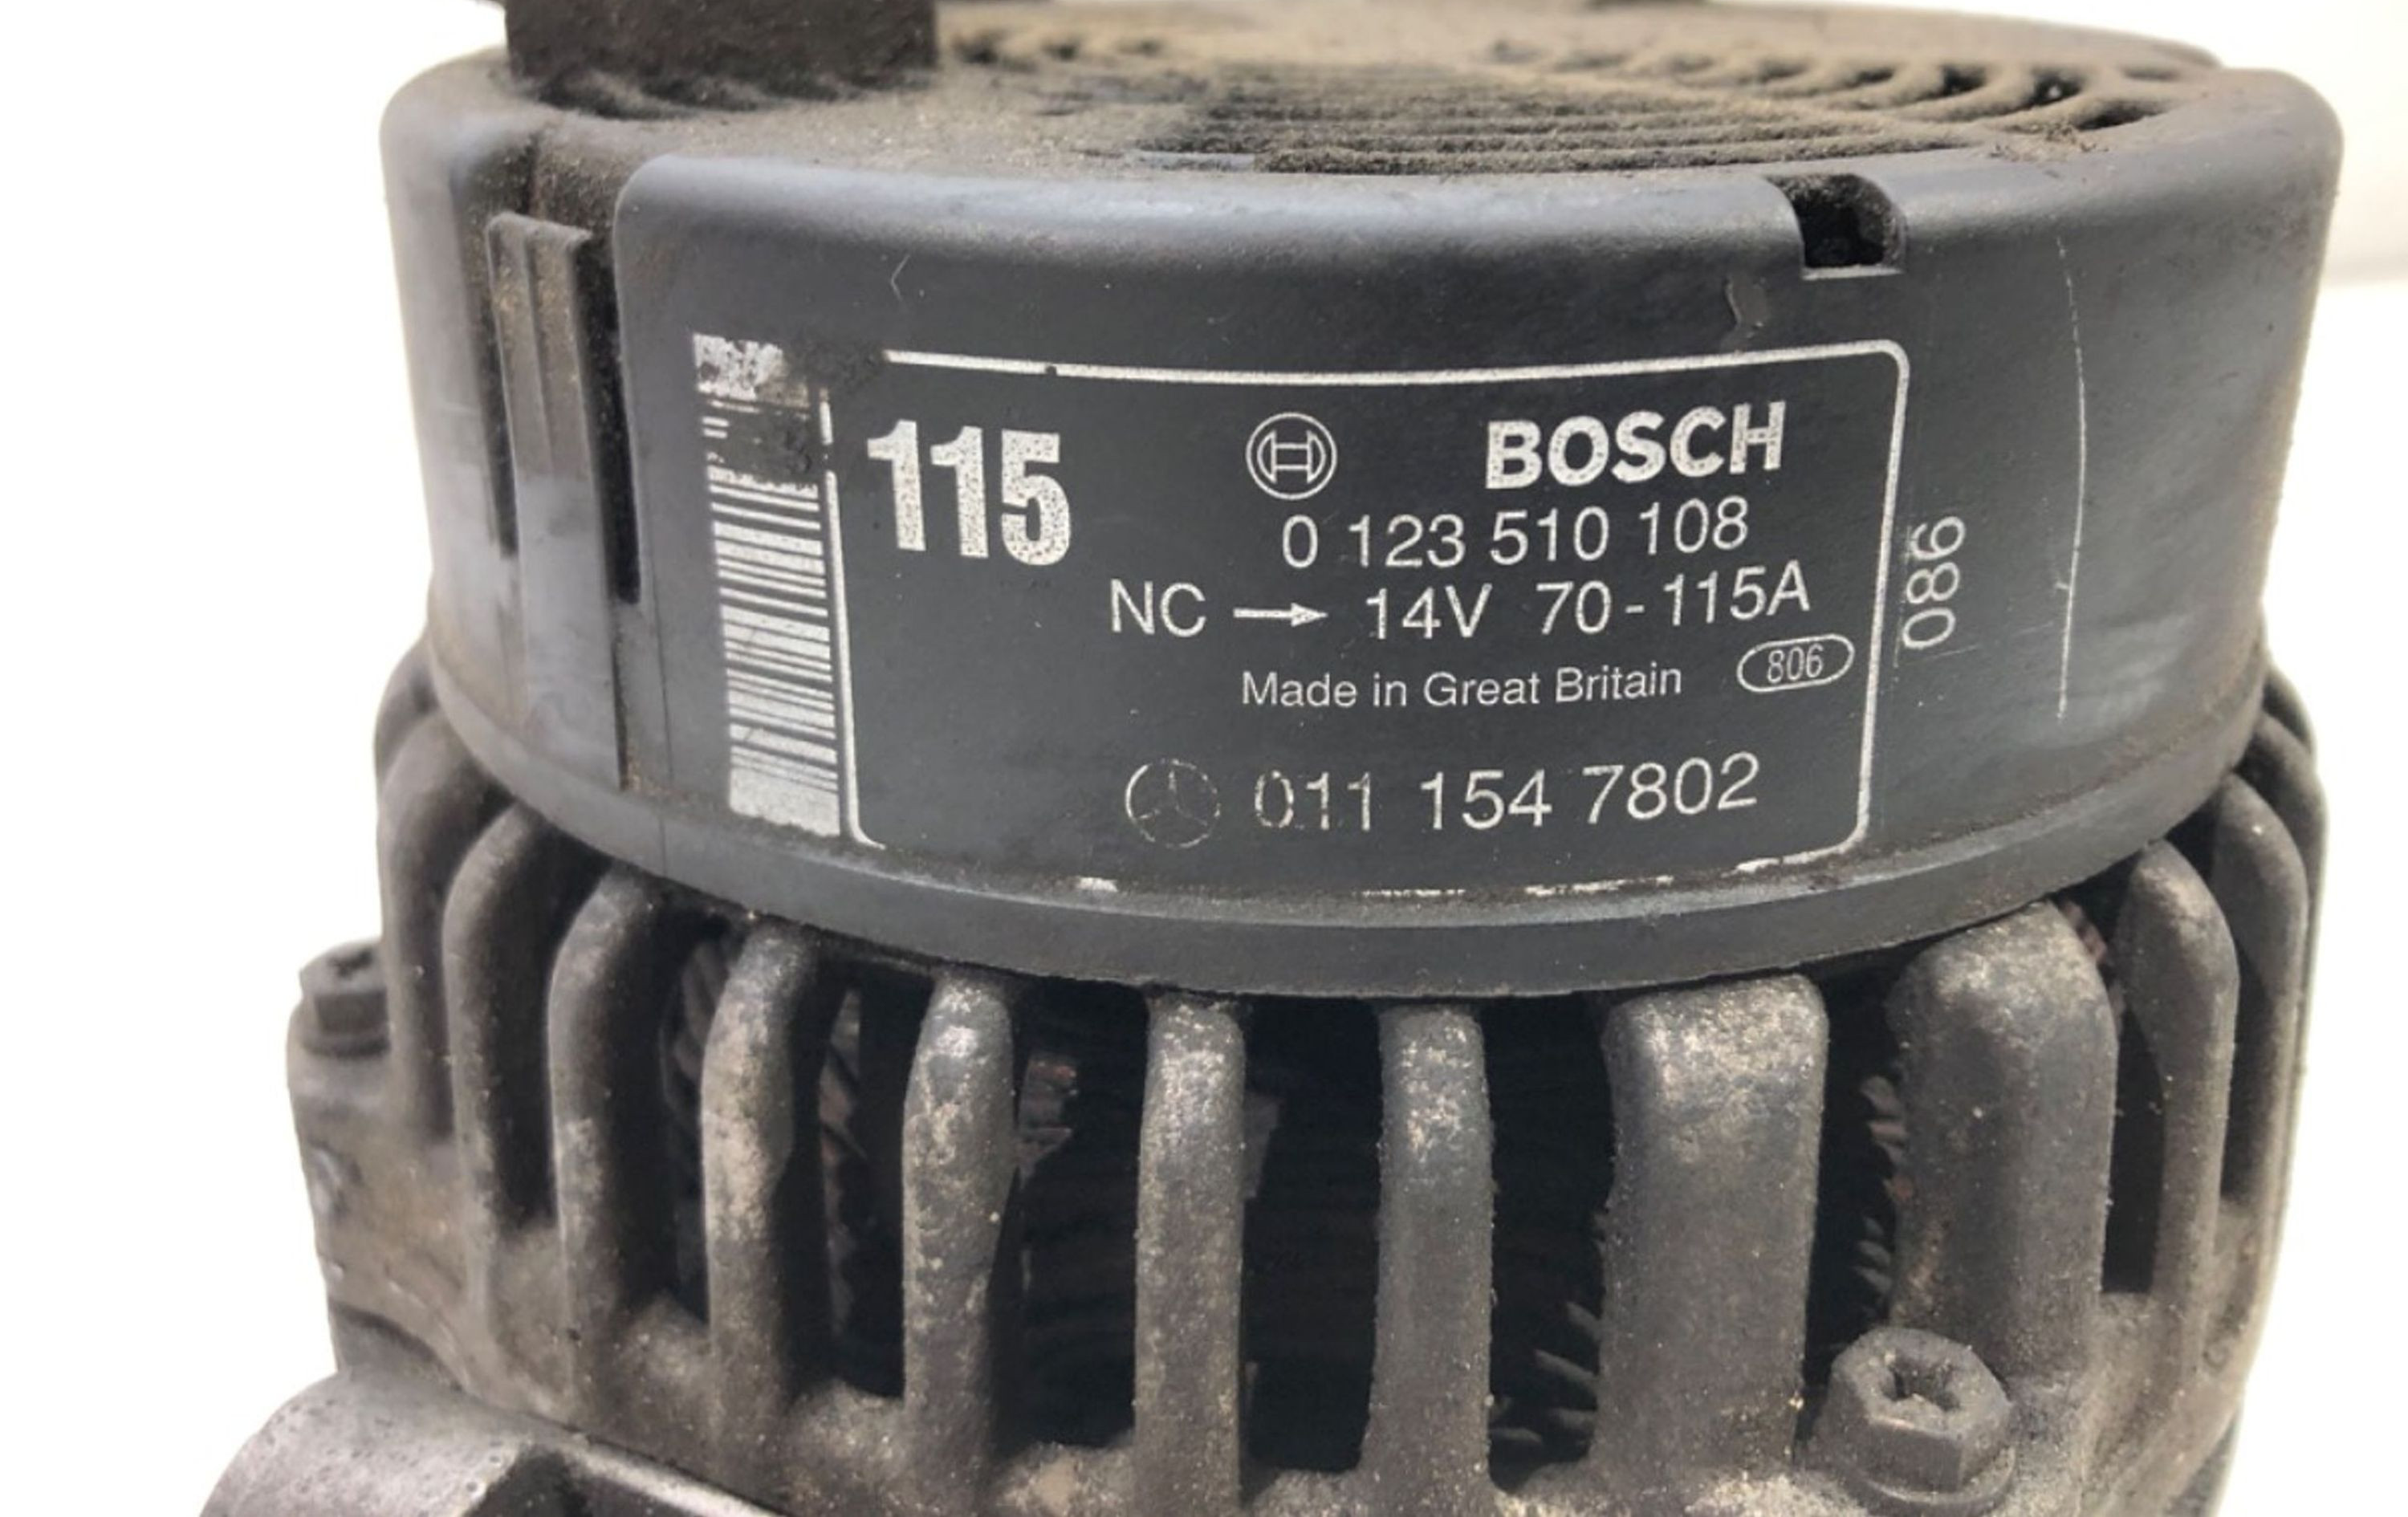 115
BOSCH
0 123 510 108
NC → 14V 70-115A
Made in Great Britain 806
011 154 7802
086